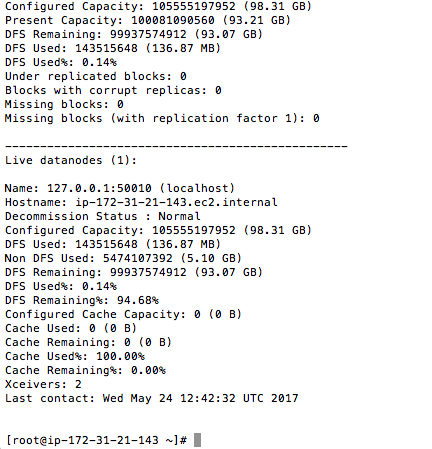 Configured Capacity: 105555197952 (98.31 GB)
Present Capacity: 100081090560 (93.21 GB)
DFS Remaining: 99937574912 (93.07 GB)
DFS Used: 143515648 (136.87 MB)
DFS Used%: 0.14%
Under replicated blocks: 0
Blocks with corrupt replicas: 0
Missing blocks: 0
Missing blocks (with replication factor 1): 0
-------------------------------------------------
Live datanodes (1):
Name: 127.0.0.1:50010 (localhost)
Hostname: ip-172-31-21-143.ec2.internal
Decommission Status : Normal
Configured Capacity: 105555197952 (98.31 GB)
DFS Used: 143515648 (136.87 MB)
Non DFS Used: 5474107392 (5.10 GB)
DFS Remaining: 99937574912 (93.07 GB)
DFS Used%: 0.14%
DFS Remaining%: 94.68%
Configured Cache Capacity: 0 (0 B)
Cache Used: 0 (0 B)
Cache Remaining: 0 (0 B)
Cache Used%: 100.00%
Cache Remaining%: 0.00%
Xceivers: 2
Last contact: Wed May 24 12:42:32 UTC 2017
[root@ip-172-31-21-143 ~]#